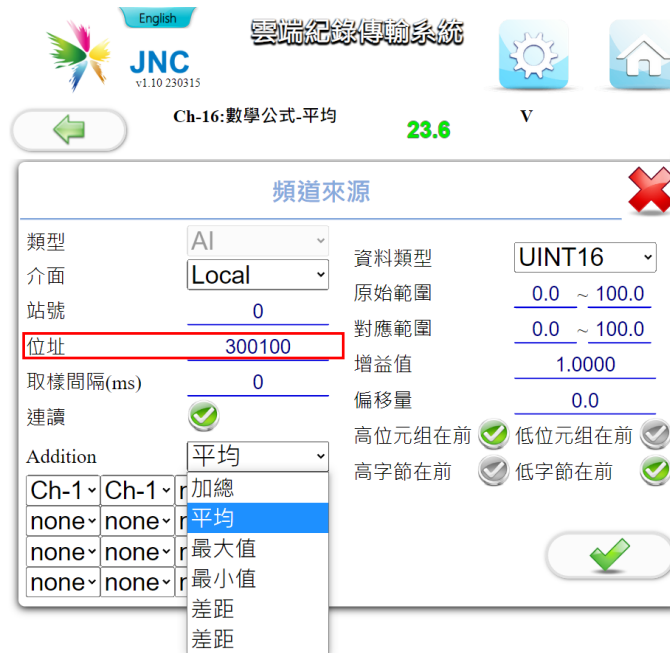 English
雲端紀錄傳輸系統
JNC
v1.10 230315
Ch-16:數學公式-平均 23.6 V
頻道來源
類型 AI
介面 Local
站號 0
位址 300100
取樣間隔(ms) 0
連讀
Addition 平均
Ch-1 Ch-1
none none
none none
none none
加總
平均
最大值
最小值
差距
差距
資料類型 UINT16
原始範圍 0.0 ~ 100.0
對應範圍 0.0 ~ 100.0
增益值 1.0000
偏移量 0.0
高位元组在前 低位元组在前
高字節在前 低字節在前